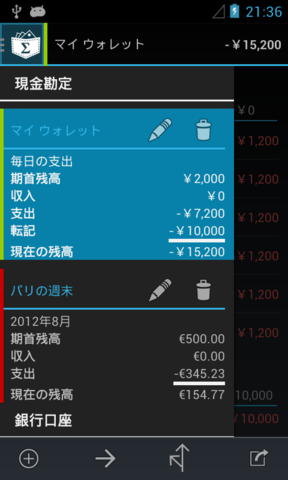 21:36
Σ
マイ ウォレット -¥15,200
現金勘定
マイ ウォレット
毎日の支出
期首残高 ¥2,000
収入 ¥0
支出 -¥7,200
転記 -¥10,000
現在の残高 -¥15,200
パリの週末
2012年8月
期首残高 €500.00
収入 €0.00
支出 -€345.23
現在の残高 €154.77
銀行口座
¥0
¥1,200
¥1,200
¥1,200
¥1,200
¥1,200
¥1,200
10,000
¥10,000